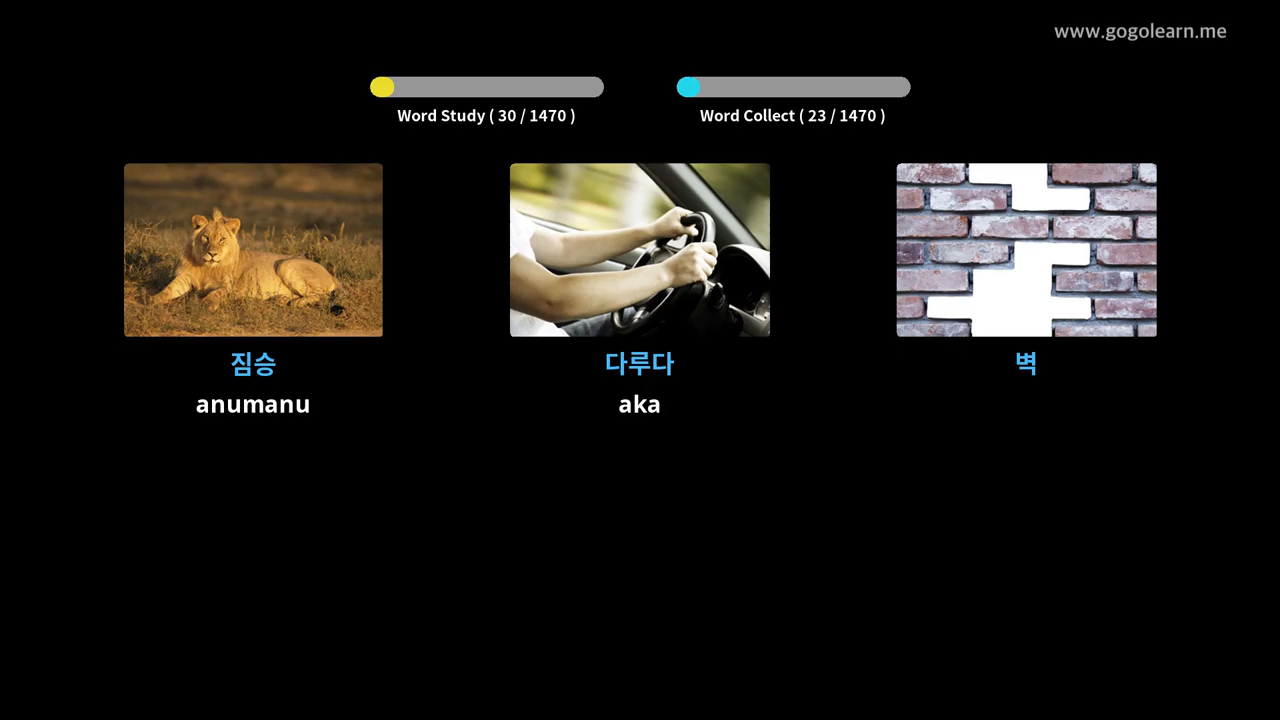 www.gogolearn.me
Word Study ( 30 / 1470 )
Word Collect ( 23 / 1470 )
짐승
다루다
벽
anumanu
aka